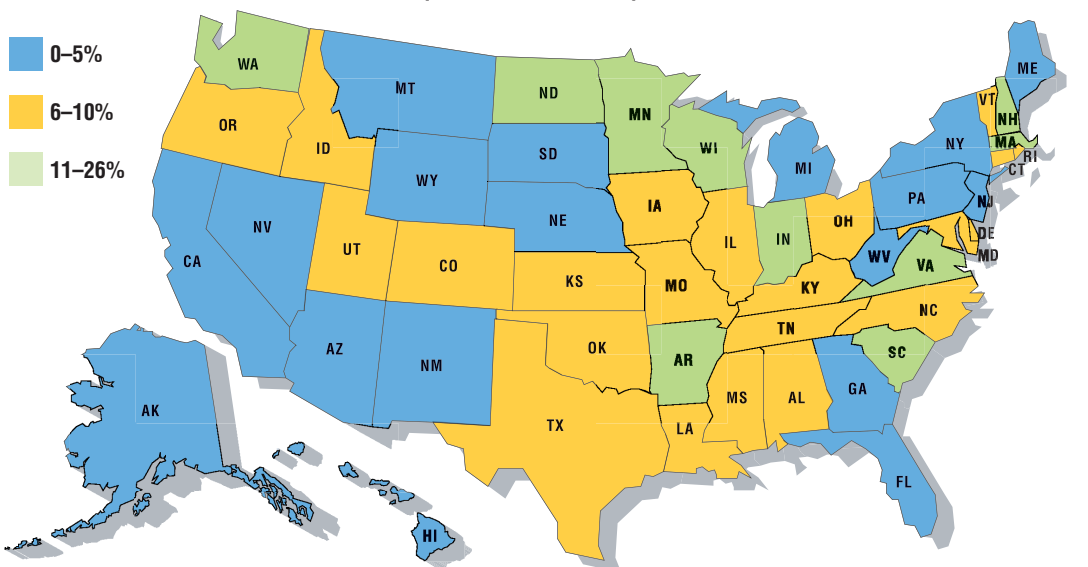 0–5%
6–10%
11–26%
WA
OR
ID
MT
ND
MN
WI
MI
SD
WY
NE
IA
IL
IN
OH
PA
NY
VT
NH
ME
MA
RI
CT
NJ
DE
MD
WV
VA
NV
CA
UT
CO
KS
MO
KY
NC
TN
SC
AZ
NM
OK
AR
TX
LA
MS
AL
GA
FL
AK
HI